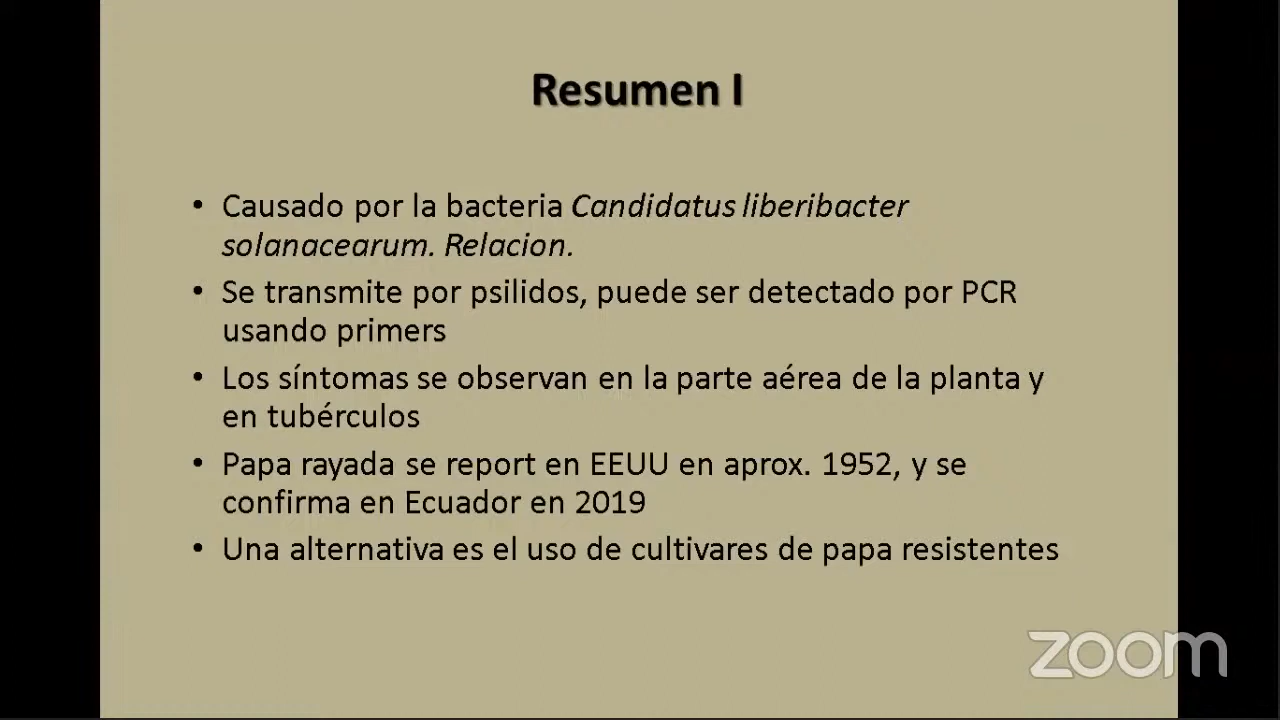 Resumen I
• Causado por la bacteria Candidatus liberibacter
solanacearum. Relacion.
• Se transmite por psilidos, puede ser detectado por PCR
usando primers
• Los síntomas se observan en la parte aérea de la planta y
en tubérculos
• Papa rayada se report en EEUU en aprox. 1952, y se
confirma en Ecuador en 2019
• Una alternativa es el uso de cultivares de papa resistentes
zoom